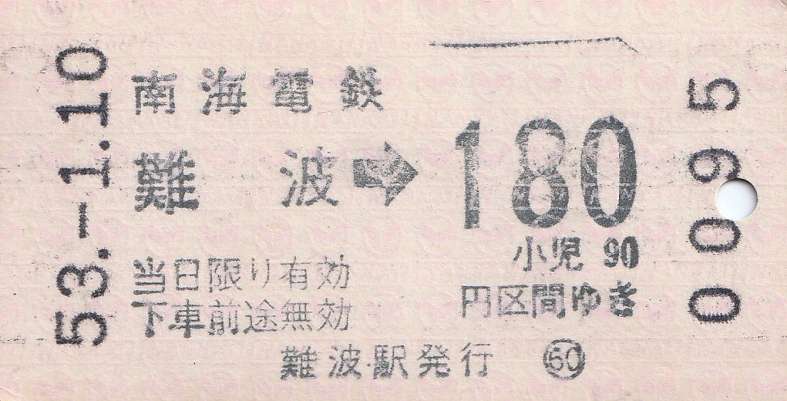 53.-1.10
南海電鉄
難波➡180
小児 90
円区間ゆき
当日限り有効
下車前途無効
難波駅発行 60
0095